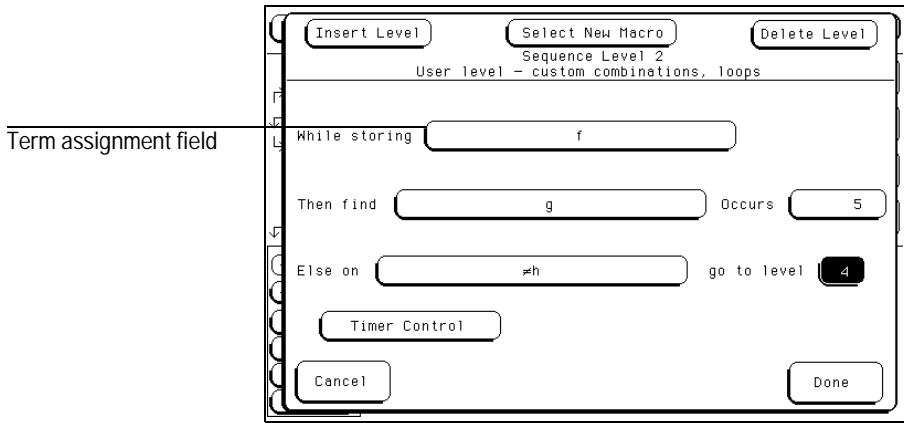 Insert Level Select New Macro Delete Level
Sequence Level 2
User level – custom combinations, loops
Term assignment field
While storing f
Then find g Occurs 5
Else on ≠h go to level 4
Timer Control
Cancel Done